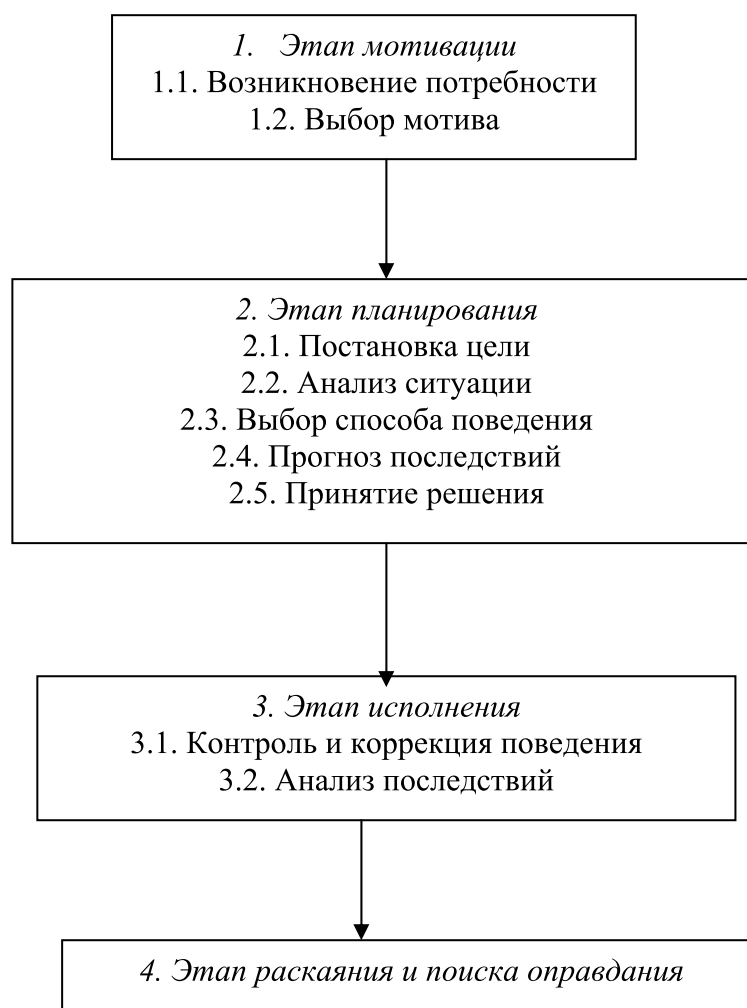 1. Этап мотивации
1.1. Возникновение потребности
1.2. Выбор мотива
2. Этап планирования
2.1. Постановка цели
2.2. Анализ ситуации
2.3. Выбор способа поведения
2.4. Прогноз последствий
2.5. Принятие решения
3. Этап исполнения
3.1. Контроль и коррекция поведения
3.2. Анализ последствий
4. Этап раскаяния и поиска оправдания